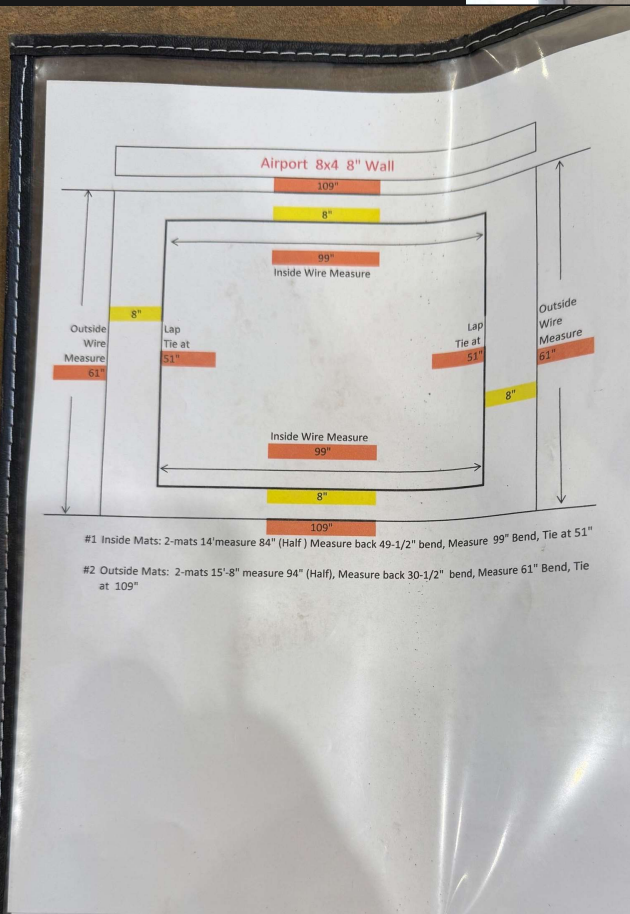 Airport 8x4 8" Wall
109"
8"
99"
Inside Wire Measure
8"
Outside
Wire
Measure
61"
Lap
Tie at
51"
Lap
Tie at
51"
Outside
Wire
Measure
61"
8"
Inside Wire Measure
99"
8"
109"
#1 Inside Mats: 2-mats 14'measure 84" (Half ) Measure back 49-1/2" bend, Measure 99" Bend, Tie at 51"
#2 Outside Mats: 2-mats 15'-8" measure 94" (Half), Measure back 30-1/2" bend, Measure 61" Bend, Tie
at 109"